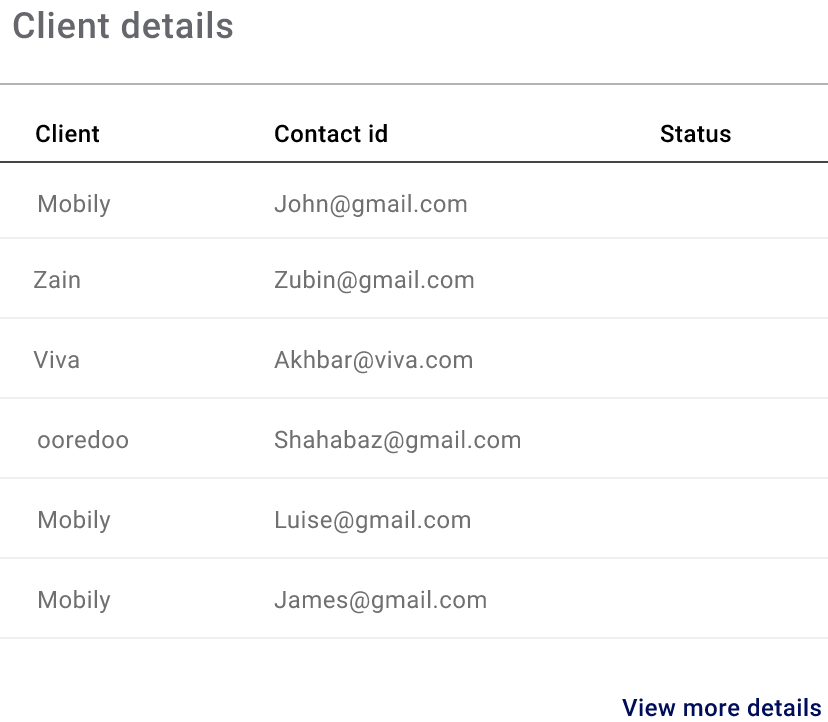 Client details
Client Contact id Status
Mobily John@gmail.com
Zain Zubin@gmail.com
Viva Akhbar@viva.com
ooredoo Shahabaz@gmail.com
Mobily Luise@gmail.com
Mobily James@gmail.com
View more details